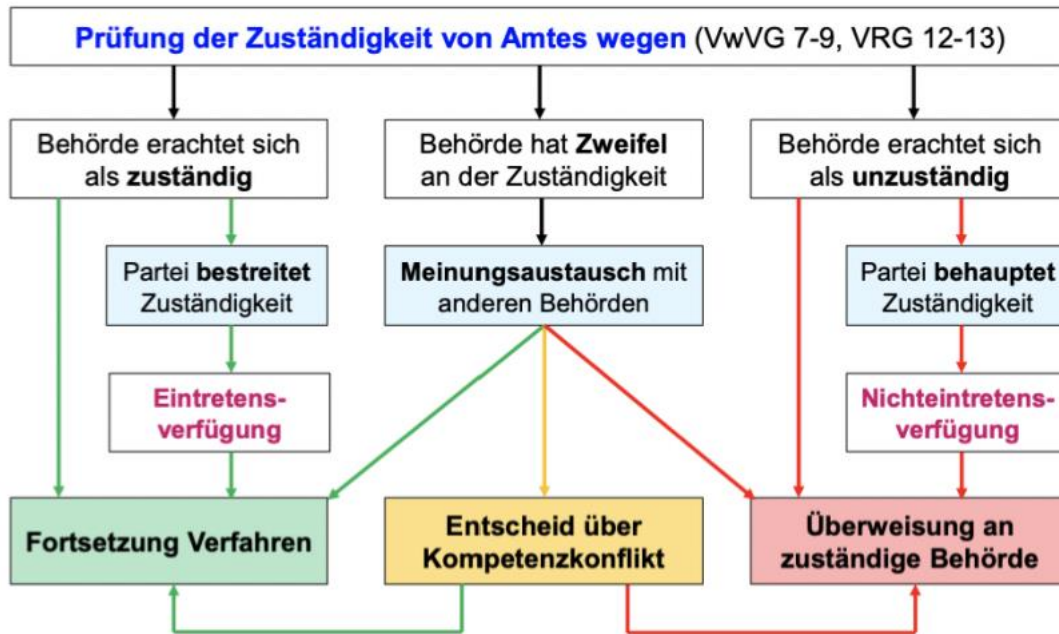 Prüfung der Zuständigkeit von Amtes wegen (VwVG 7-9, VRG 12-13)
Behörde erachtet sich
als zuständig
Behörde hat Zweifel
an der Zuständigkeit
Behörde erachtet sich
als unzuständig
Partei bestreitet
Zuständigkeit
Meinungsaustausch mit
anderen Behörden
Partei behauptet
Zuständigkeit
Eintretens-
verfügung
Nichteintretens-
verfügung
Fortsetzung Verfahren
Entscheid über
Kompetenzkonflikt
Überweisung an
zuständige Behörde